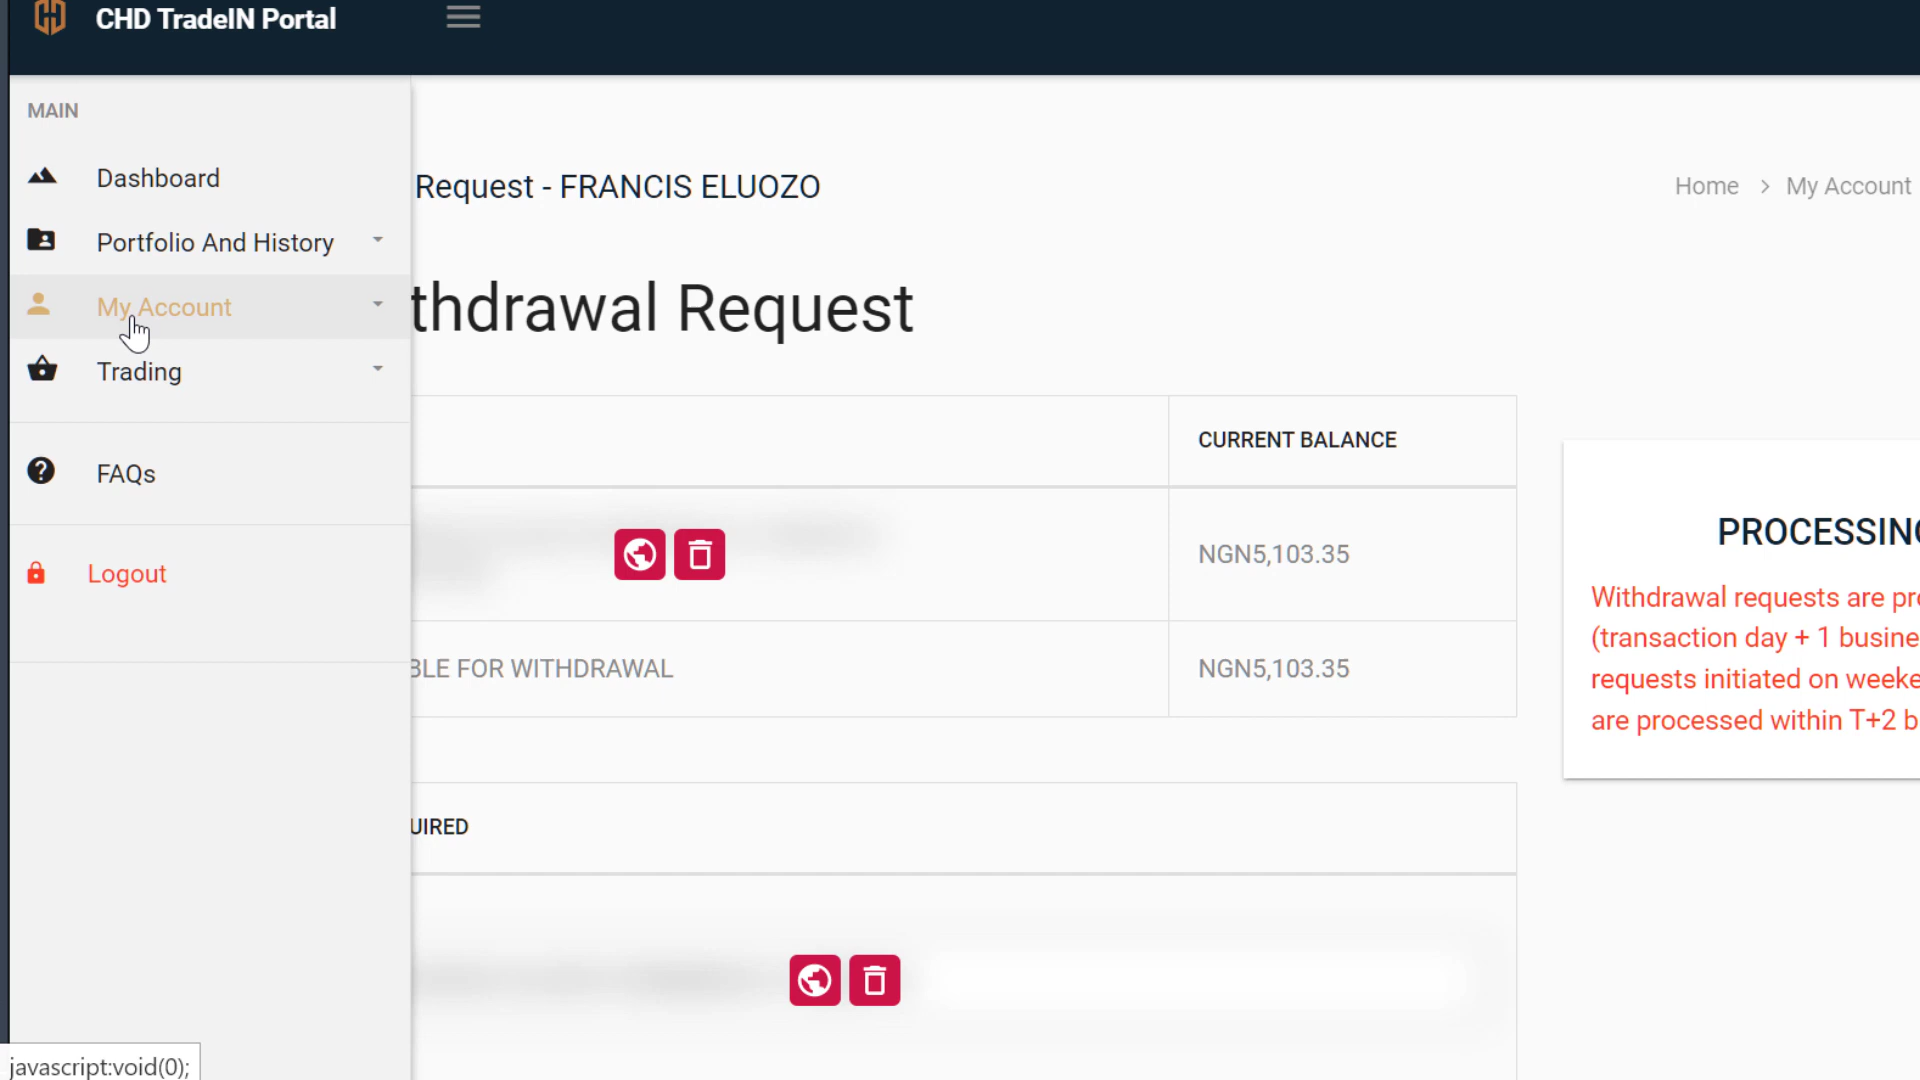 CHD TradeIN Portal
MAIN
Dashboard
Portfolio And History
My Account
Trading
FAQs
Logout
Request - FRANCIS ELUOZO
Home > My Account
thdrawal Request
CURRENT BALANCE
NGN5,103.35
BLE FOR WITHDRAWAL
NGN5,103.35
UIRED
PROCESSING
Withdrawal requests are pro
(transaction day + 1 busine
requests initiated on weeke
are processed within T+2 b
javascript:void(0);